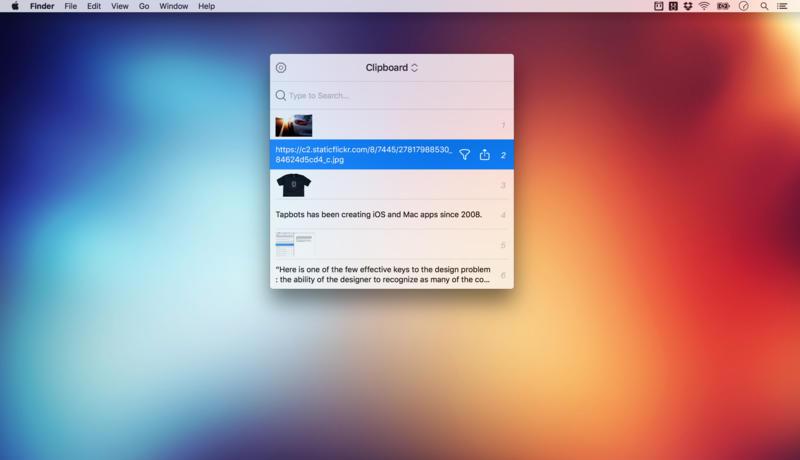 Finder File Edit View Go Window Help
Clipboard
Type to Search...
1
https://c2.staticflickr.com/8/7445/27817988530_
84624d5cd4_c.jpg
2
3
Tapbots has been creating iOS and Mac apps since 2008. 4
5
"Here is one of the few effective keys to the design problem
: the ability of the designer to recognize as many of the co...
6